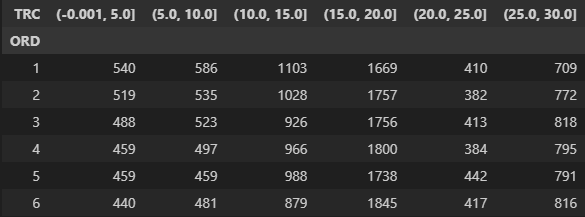 TRC (-0.001, 5.0] (5.0, 10.0] (10.0, 15.0] (15.0, 20.0] (20.0, 25.0] (25.0, 30.0]
ORD
1 540 586 1103 1669 410 709
2 519 535 1028 1757 382 772
3 488 523 926 1756 413 818
4 459 497 966 1800 384 795
5 459 459 988 1738 442 791
6 440 481 879 1845 417 816